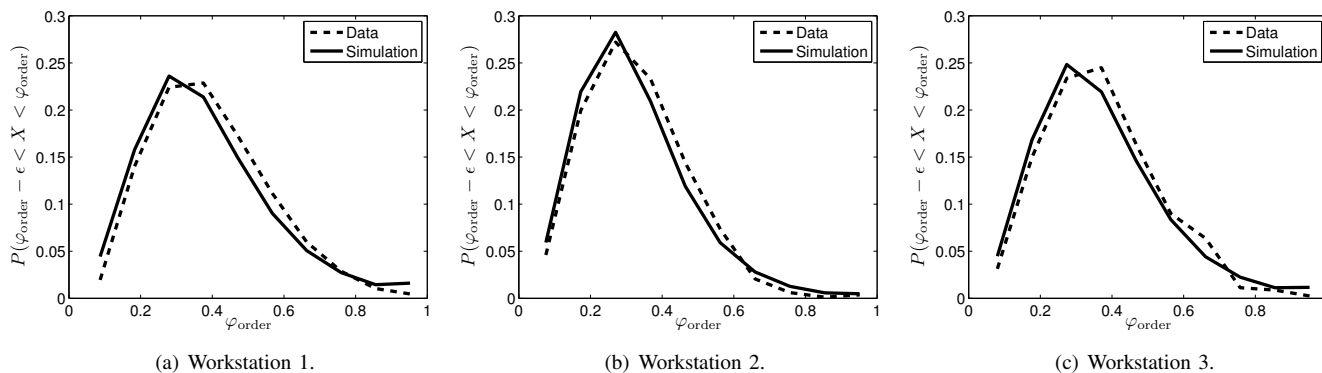 0.3
0.25
0.2
0.15
0.1
0.05
0
P(φorder − ϵ < X < φorder)
Data
Simulation
0 0.2 0.4 0.6 0.8 1
φorder
(a) Workstation 1.
0.3
0.25
0.2
0.15
0.1
0.05
0
P(φorder − ϵ < X < φorder)
Data
Simulation
0 0.2 0.4 0.6 0.8 1
φorder
(b) Workstation 2.
0.3
0.25
0.2
0.15
0.1
0.05
0
P(φorder − ϵ < X < φorder)
Data
Simulation
0.2 0.4 0.6 0.8
φorder
(c) Workstation 3.